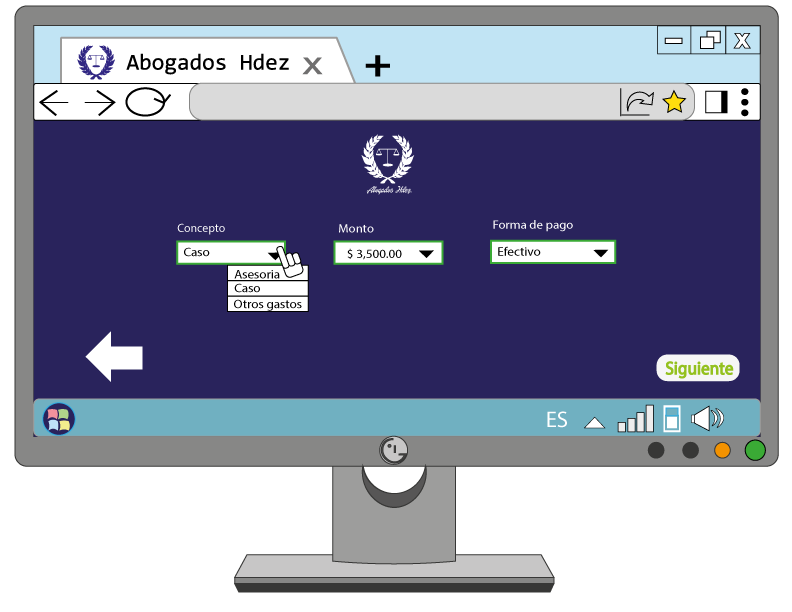 Abogados Hdez X
X
Abogados Hdez.
Concepto
Monto
Forma de pago
Caso
$ 3,500.00
Efectivo
Asesoria
Caso
Otros gastos
Siguiente
ES